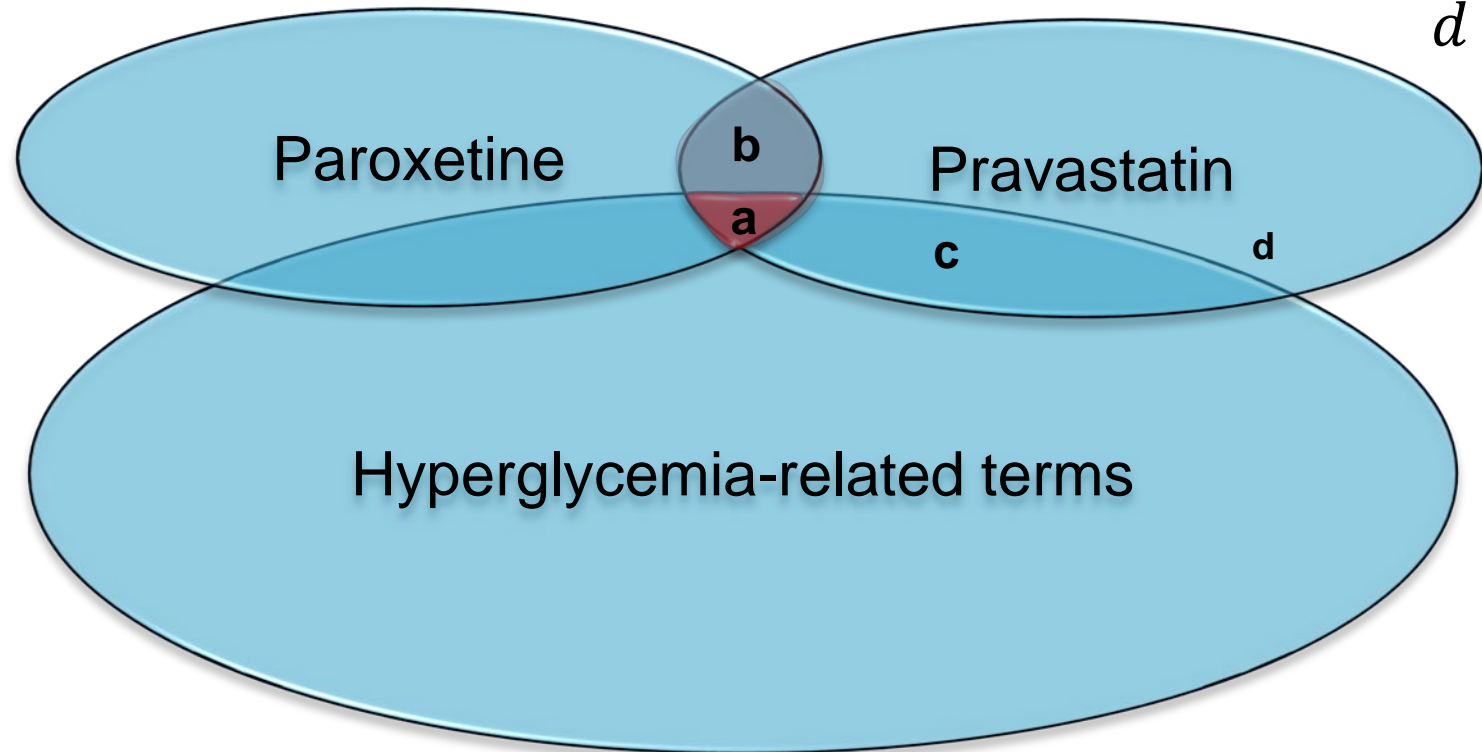 d
Paroxetine
b
Pravastatin
a
c
d
Hyperglycemia-related terms